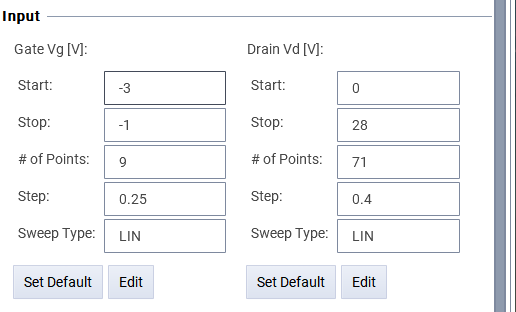 Input
Gate Vg [V]: Drain Vd [V]:
Start: -3 Start: 0
Stop: -1 Stop: 28
# of Points: 9 # of Points: 71
Step: 0.25 Step: 0.4
Sweep Type: LIN Sweep Type: LIN
Set Default Edit Set Default Edit